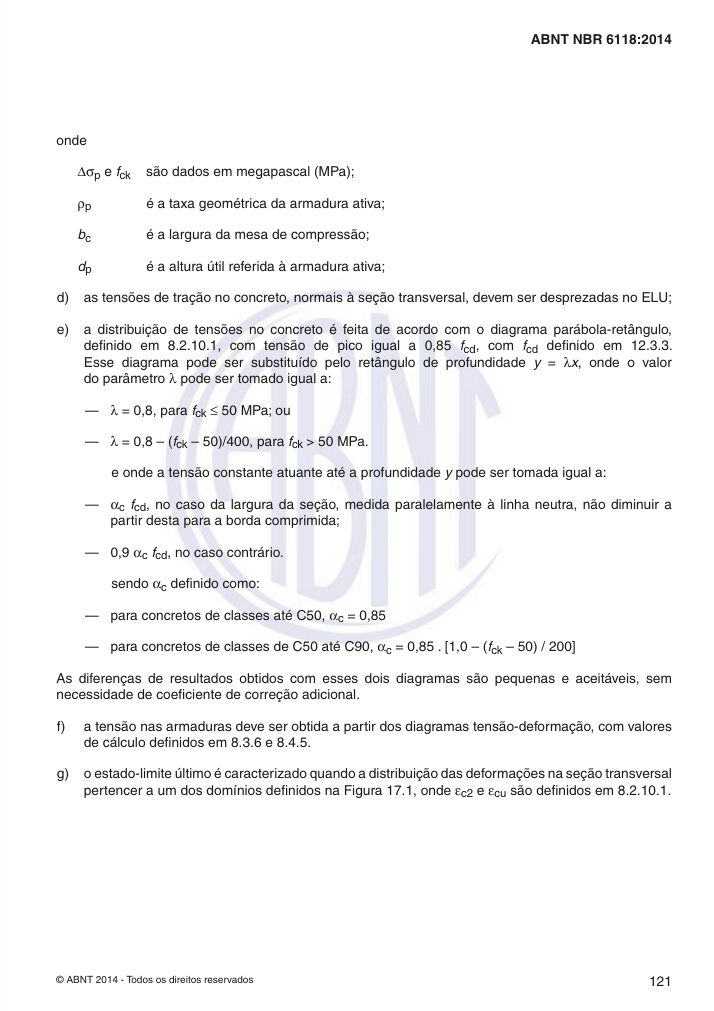 ABNT NBR 6118:2014
onde
Δσp e fck são dados em megapascal (MPa);
ρp é a taxa geométrica da armadura ativa;
bc é a largura da mesa de compressão;
dp é a altura útil referida à armadura ativa;
d) as tensões de tração no concreto, normais à seção transversal, devem ser desprezadas no ELU;
e) a distribuição de tensões no concreto é feita de acordo com o diagrama parábola-retângulo,
definido em 8.2.10.1, com tensão de pico igual a 0,85 fcd, com fcd definido em 12.3.3.
Esse diagrama pode ser substituído pelo retângulo de profundidade y = λx, onde o valor
do parâmetro λ pode ser tomado igual a:
— λ = 0,8, para fck ≤ 50 MPa; ou
— λ = 0,8 – (fck – 50)/400, para fck > 50 MPa.
e onde a tensão constante atuante até a profundidade y pode ser tomada igual a:
— αc fcd, no caso da largura da seção, medida paralelamente à linha neutra, não diminuir a
partir desta para a borda comprimida;
— 0,9 αc fcd, no caso contrário.
sendo αc definido como:
— para concretos de classes até C50, αc = 0,85
— para concretos de classes de C50 até C90, αc = 0,85 . [1,0 – (fck – 50) / 200]
As diferenças de resultados obtidos com esses dois diagramas são pequenas e aceitáveis, sem
necessidade de coeficiente de correção adicional.
f) a tensão nas armaduras deve ser obtida a partir dos diagramas tensão-deformação, com valores
de cálculo definidos em 8.3.6 e 8.4.5.
g) o estado-limite último é caracterizado quando a distribuição das deformações na seção transversal
pertencer a um dos domínios definidos na Figura 17.1, onde εc2 e εcu são definidos em 8.2.10.1.
ABNT
© ABNT 2014 - Todos os direitos reservados
121